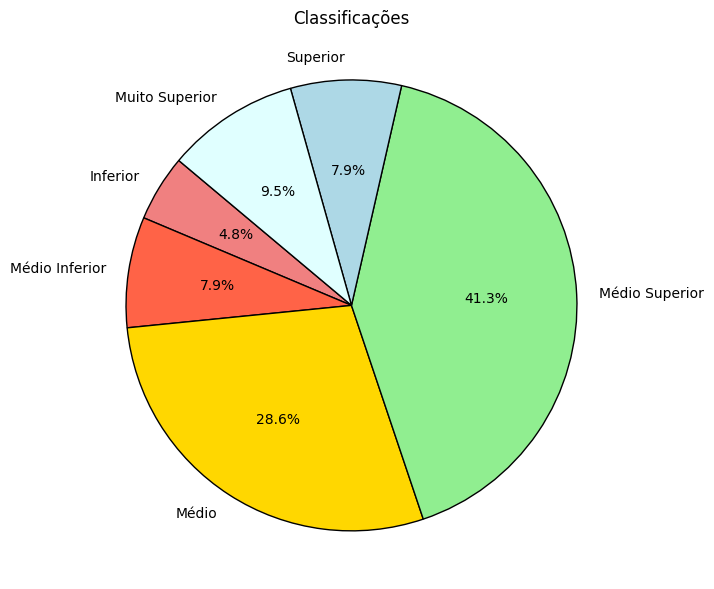 Classificações
Superior
Muito Superior
Inferior
Médio Inferior
Médio
Médio Superior
7.9%
9.5%
4.8%
7.9%
28.6%
41.3%